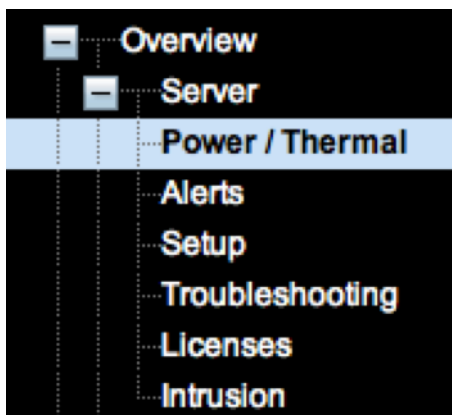 Overview
Server
Power / Thermal
Alerts
Setup
Troubleshooting
Licenses
Intrusion